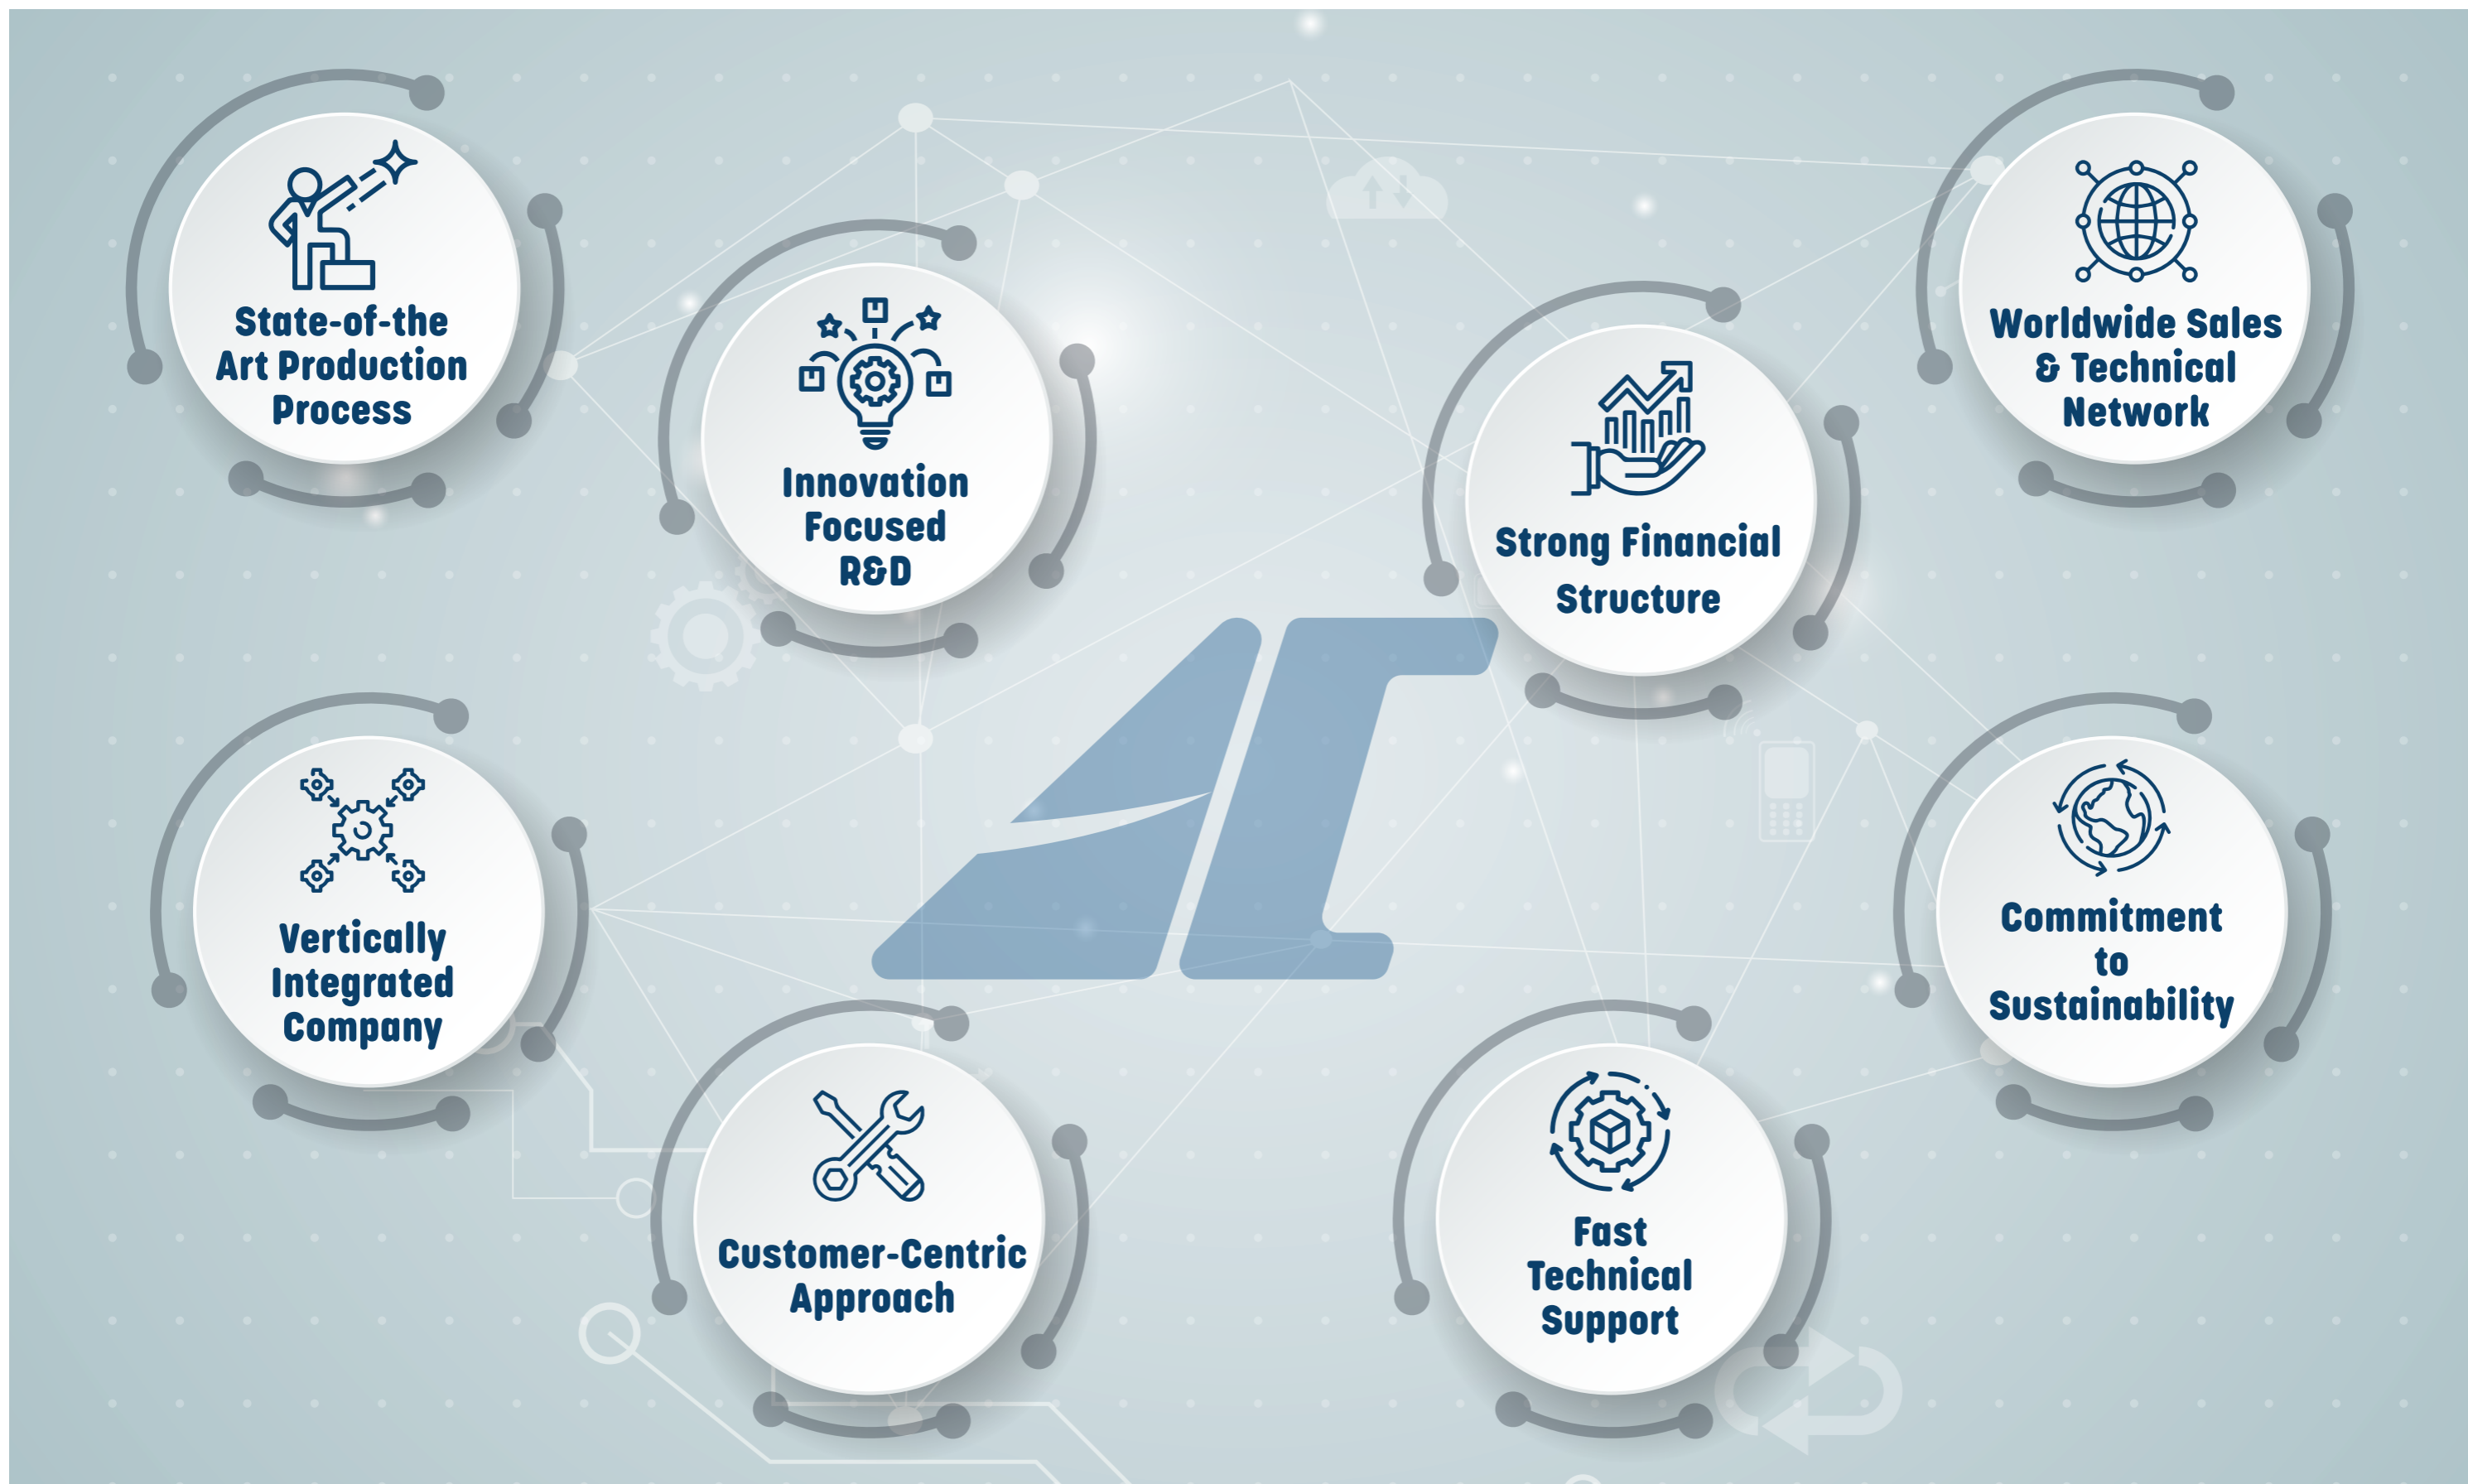 State-of-the
Art Production
Process
Innovation
Focused
R&D
Strong Financial
Structure
Worldwide Sales
& Technical
Network
Vertically
Integrated
Company
Customer-Centric
Approach
Fast
Technical
Support
Commitment
to
Sustainability